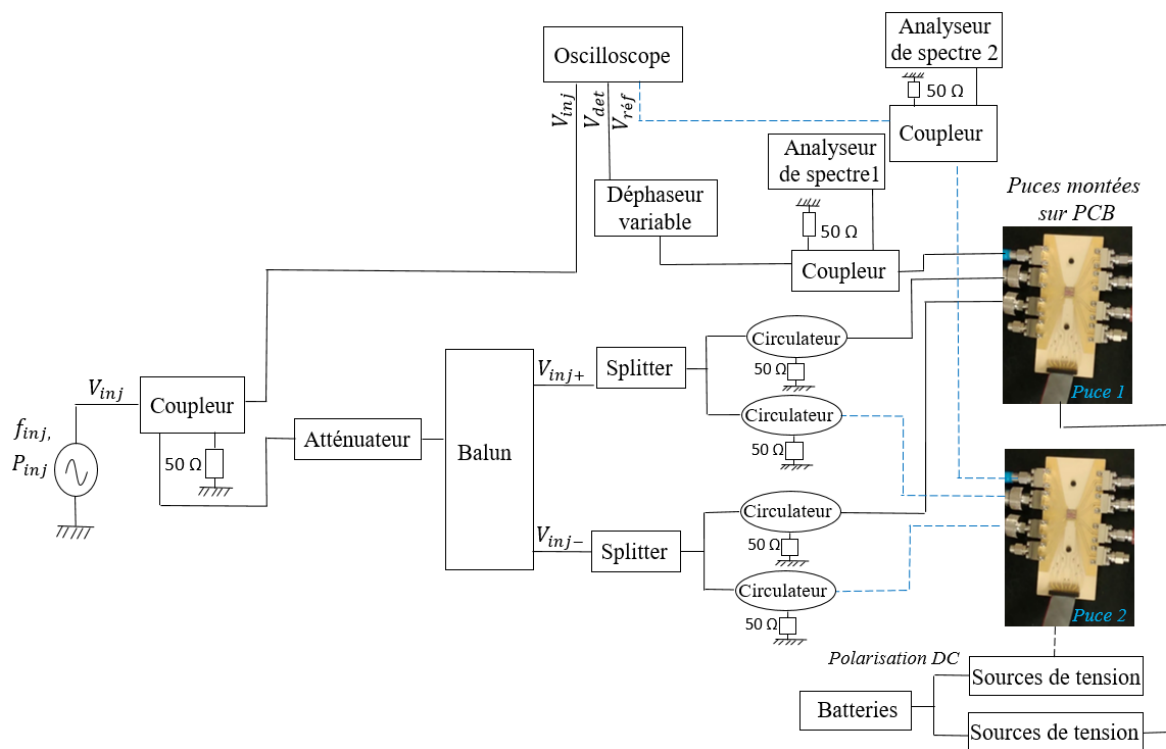 Analyseur
de spectre 2
Oscilloscope
50 Ω
V_inj
V_det
V_réf
Coupleur
Analyseur
de spectre1
Déphaseur
variable
50 Ω
Coupleur
Puces montées
sur PCB
Puce 1
Circulateur
50 Ω
V_inj+
Splitter
Circulateur
50 Ω
V_inj
Coupleur
f_inj,
P_inj
50 Ω
Atténuateur
Balun
V_inj-
Splitter
Circulateur
50 Ω
Circulateur
50 Ω
Puce 2
Polarisation DC
Sources de tension
Batteries
Sources de tension